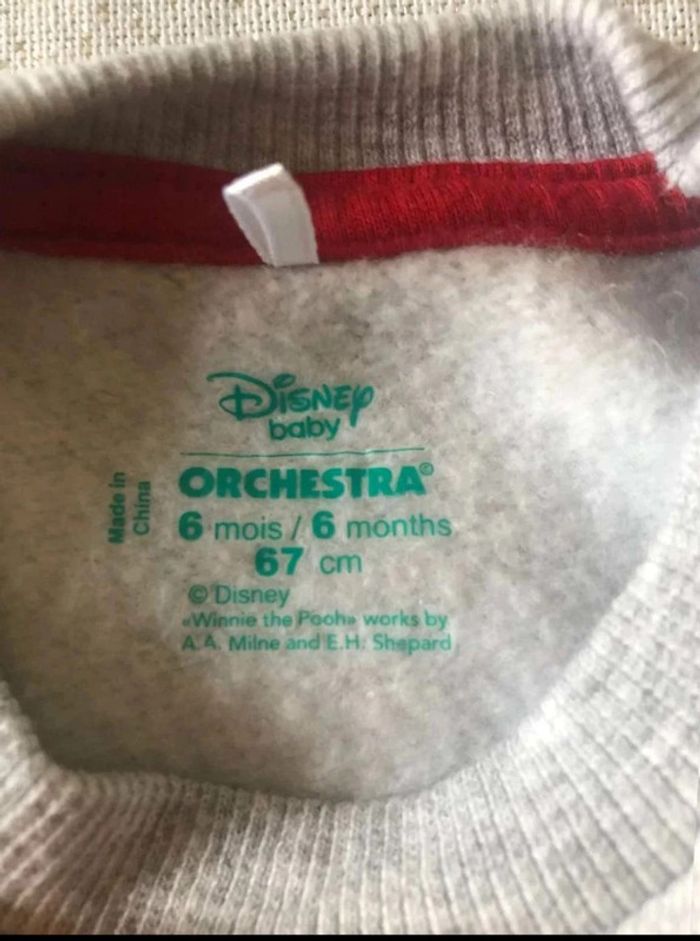 Disney
baby
ORCHESTRA®
6 mois / 6 months
67 cm
© Disney
«Winnie the Pooh» works by
A.A. Milne and E.H. Shepard
Made in
China